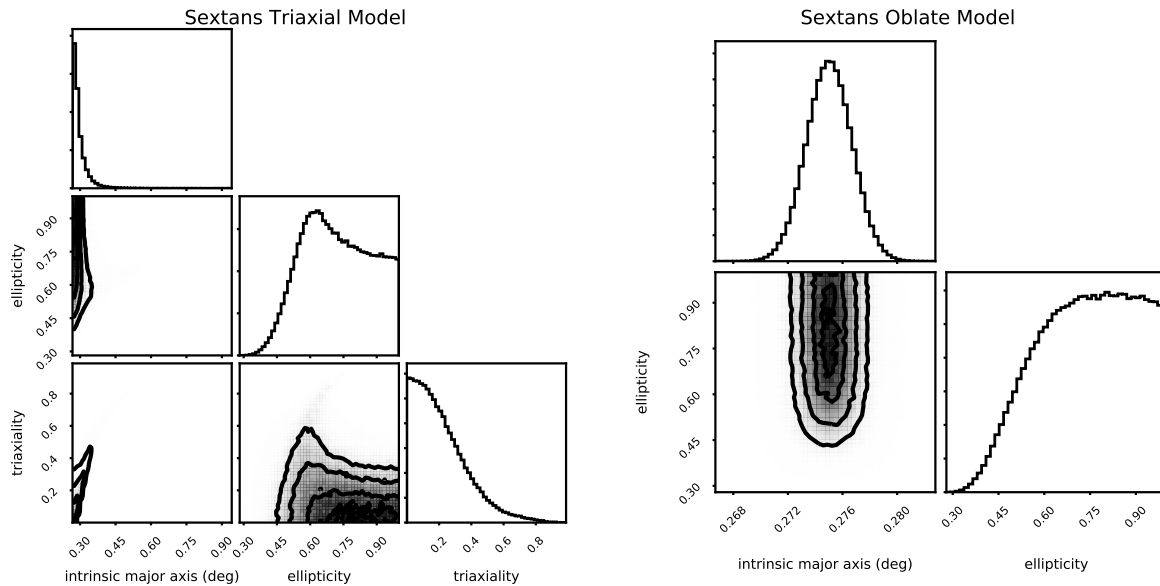 Sextans Triaxial Model
Sextans Oblate Model
ellipticity
0.90
0.75
0.60
0.45
0.30
triaxiality
0.8
0.6
0.4
0.2
0.30 0.45 0.60 0.75 0.90
intrinsic major axis (deg)
0.30 0.45 0.60 0.75 0.90
ellipticity
0.2 0.4 0.6 0.8
triaxiality
ellipticity
0.90
0.75
0.60
0.45
0.30
0.268 0.272 0.276 0.280
intrinsic major axis (deg)
0.30 0.45 0.60 0.75 0.90
ellipticity